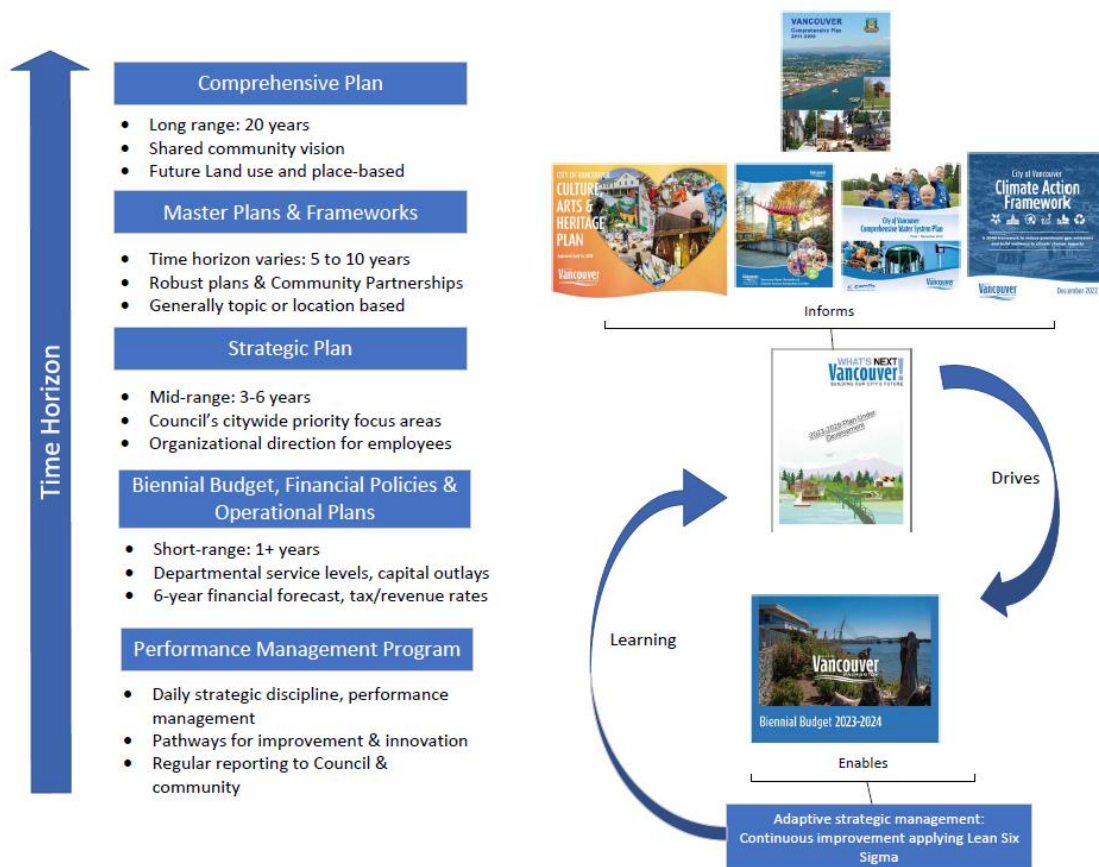 Time Horizon
Comprehensive Plan
• Long range: 20 years
• Shared community vision
• Future Land use and place-based
Master Plans & Frameworks
• Time horizon varies: 5 to 10 years
• Robust plans & Community Partnerships
• Generally topic or location based
Strategic Plan
• Mid-range: 3-6 years
• Council's citywide priority focus areas
• Organizational direction for employees
Biennial Budget, Financial Policies &
Operational Plans
• Short-range: 1+ years
• Departmental service levels, capital outlays
• 6-year financial forecast, tax/revenue rates
Performance Management Program
• Daily strategic discipline, performance
management
• Pathways for improvement & innovation
• Regular reporting to Council &
community
VANCOUVER
Comprehensive Plan
CITY OF VANCOUVER
CULTURE,
ARTS &
HERITAGE
PLAN
Vancouver
City of Vancouver
Comprehensive Water System Plan
Vancouver
City of Vancouver
Climate Action
Framework
Vancouver
December 2022
Informs
WHAT'S NEXT
Vancouver!
BUILDING OUR CITY'S FUTURE
2023-2029 Plan Under
Development
Drives
Learning
Vancouver
WASHINGTON
Biennial Budget 2023-2024
Enables
Adaptive strategic management:
Continuous improvement applying Lean Six
Sigma